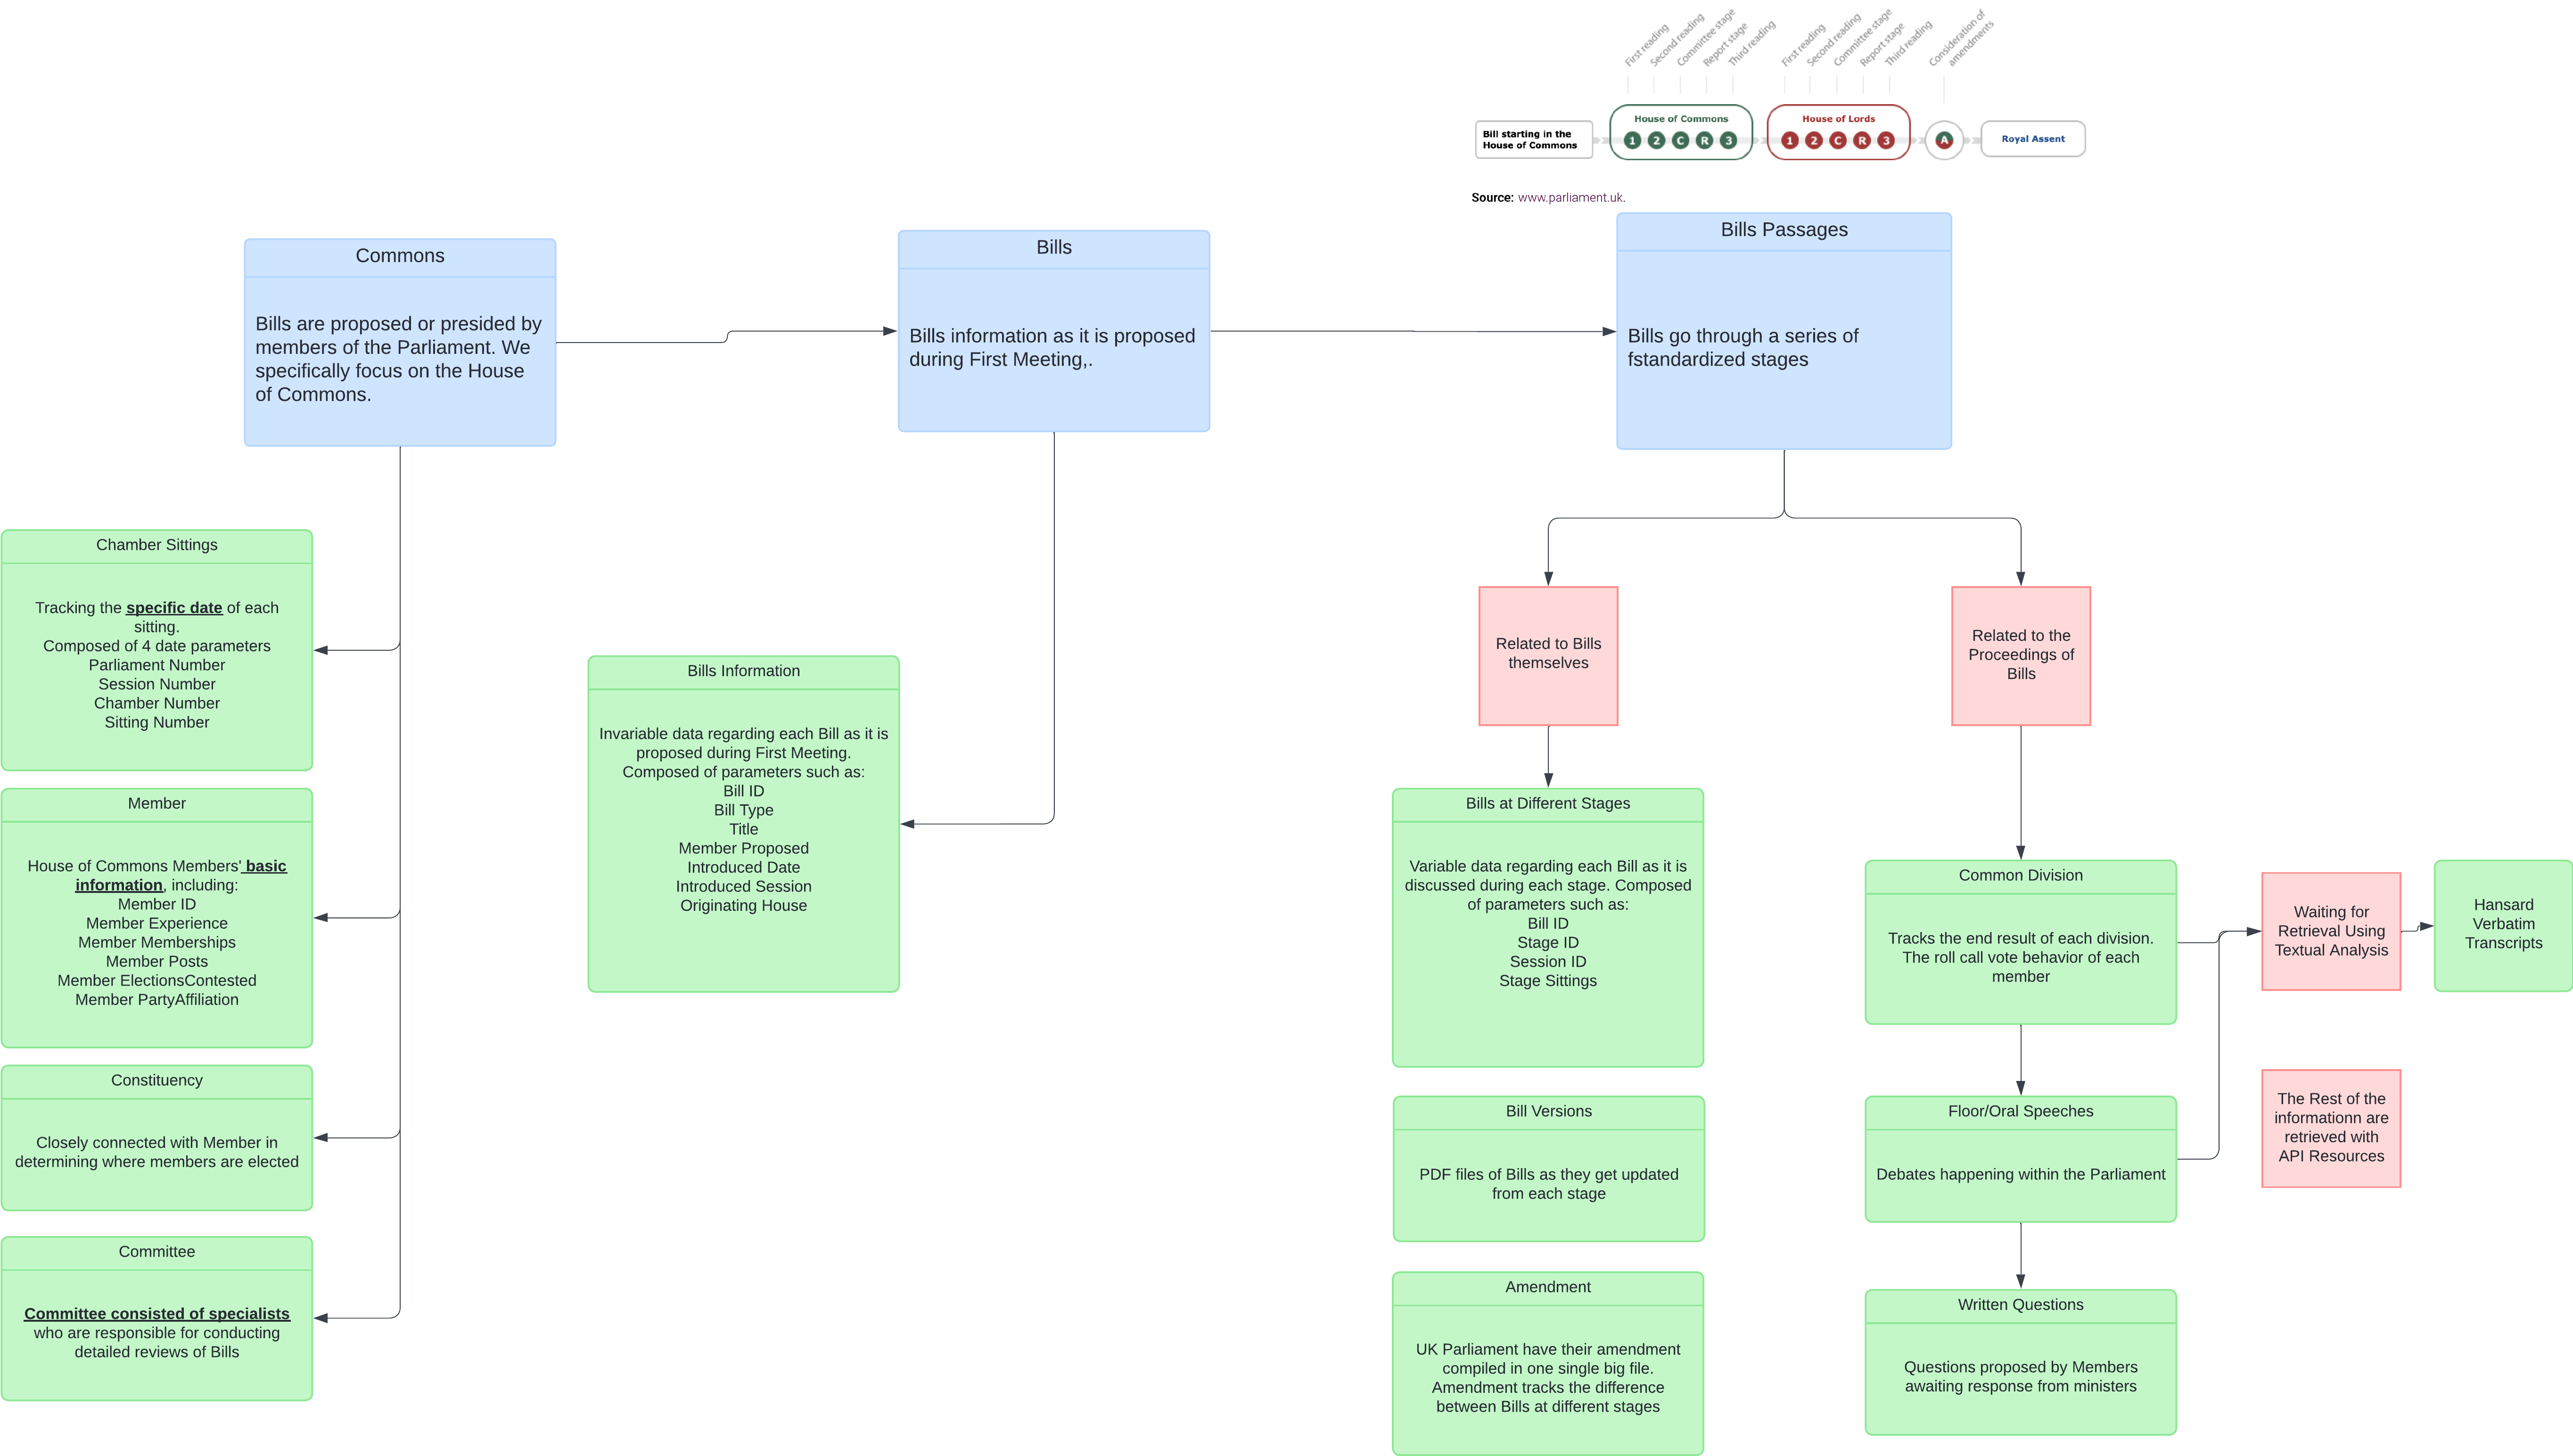 First reading
Second reading
Committee stage
Report stage
Third reading
First reading
Second reading
Committee stage
Report stage
Third reading
Consideration of
amendments
Bill starting in the
House of Commons
House of Commons
1 2 C R 3
House of Lords
1 2 C R 3
A
Royal Assent
Source: www.parliament.uk.
Commons
Bills are proposed or presided by
members of the Parliament. We
specifically focus on the House
of Commons.
Bills
Bills information as it is proposed
during First Meeting,.
Bills Passages
Bills go through a series of
fstandardized stages
Chamber Sittings
Tracking the specific date of each
sitting.
Composed of 4 date parameters
Parliament Number
Session Number
Chamber Number
Sitting Number
Member
House of Commons Members' basic
information, including:
Member ID
Member Experience
Member Memberships
Member Posts
Member ElectionsContested
Member PartyAffiliation
Constituency
Closely connected with Member in
determining where members are elected
Committee
Committee consisted of specialists
who are responsible for conducting
detailed reviews of Bills
Bills Information
Invariable data regarding each Bill as it is
proposed during First Meeting.
Composed of parameters such as:
Bill ID
Bill Type
Title
Member Proposed
Introduced Date
Introduced Session
Originating House
Related to Bills
themselves
Related to the
Proceedings of
Bills
Bills at Different Stages
Variable data regarding each Bill as it is
discussed during each stage. Composed
of parameters such as:
Bill ID
Stage ID
Session ID
Stage Sittings
Bill Versions
PDF files of Bills as they get updated
from each stage
Amendment
UK Parliament have their amendment
compiled in one single big file.
Amendment tracks the difference
between Bills at different stages
Common Division
Tracks the end result of each division.
The roll call vote behavior of each
member
Floor/Oral Speeches
Debates happening within the Parliament
Written Questions
Questions proposed by Members
awaiting response from ministers
Waiting for
Retrieval Using
Textual Analysis
Hansard
Verbatim
Transcripts
The Rest of the
informationn are
retrieved with
API Resources